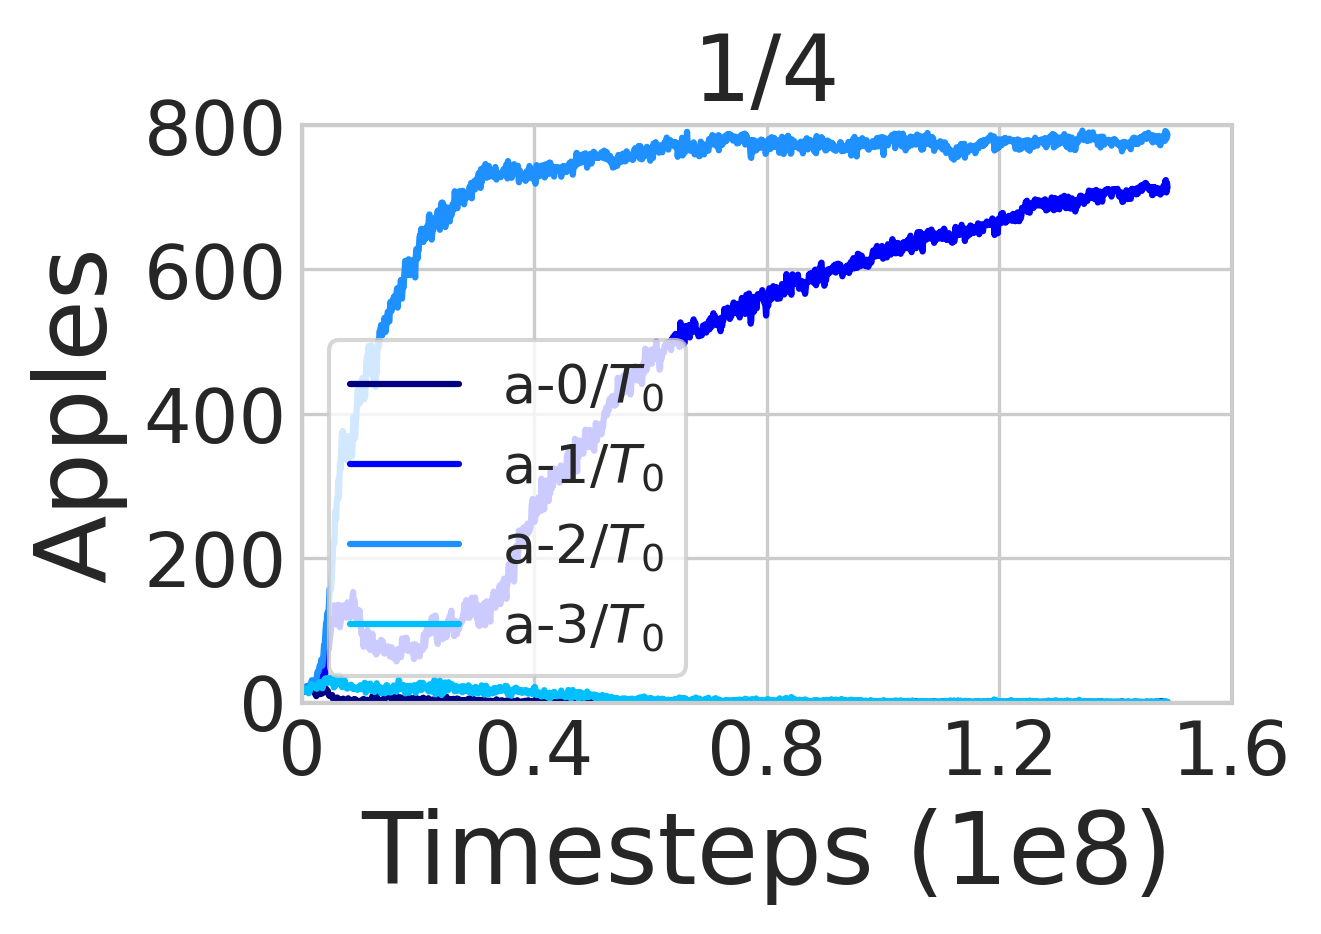 1/4
800
600
400
200
0
Apples
a-0/T₀
a-1/T₀
a-2/T₀
a-3/T₀
0 0.4 0.8 1.2 1.6
Timesteps (1e8)